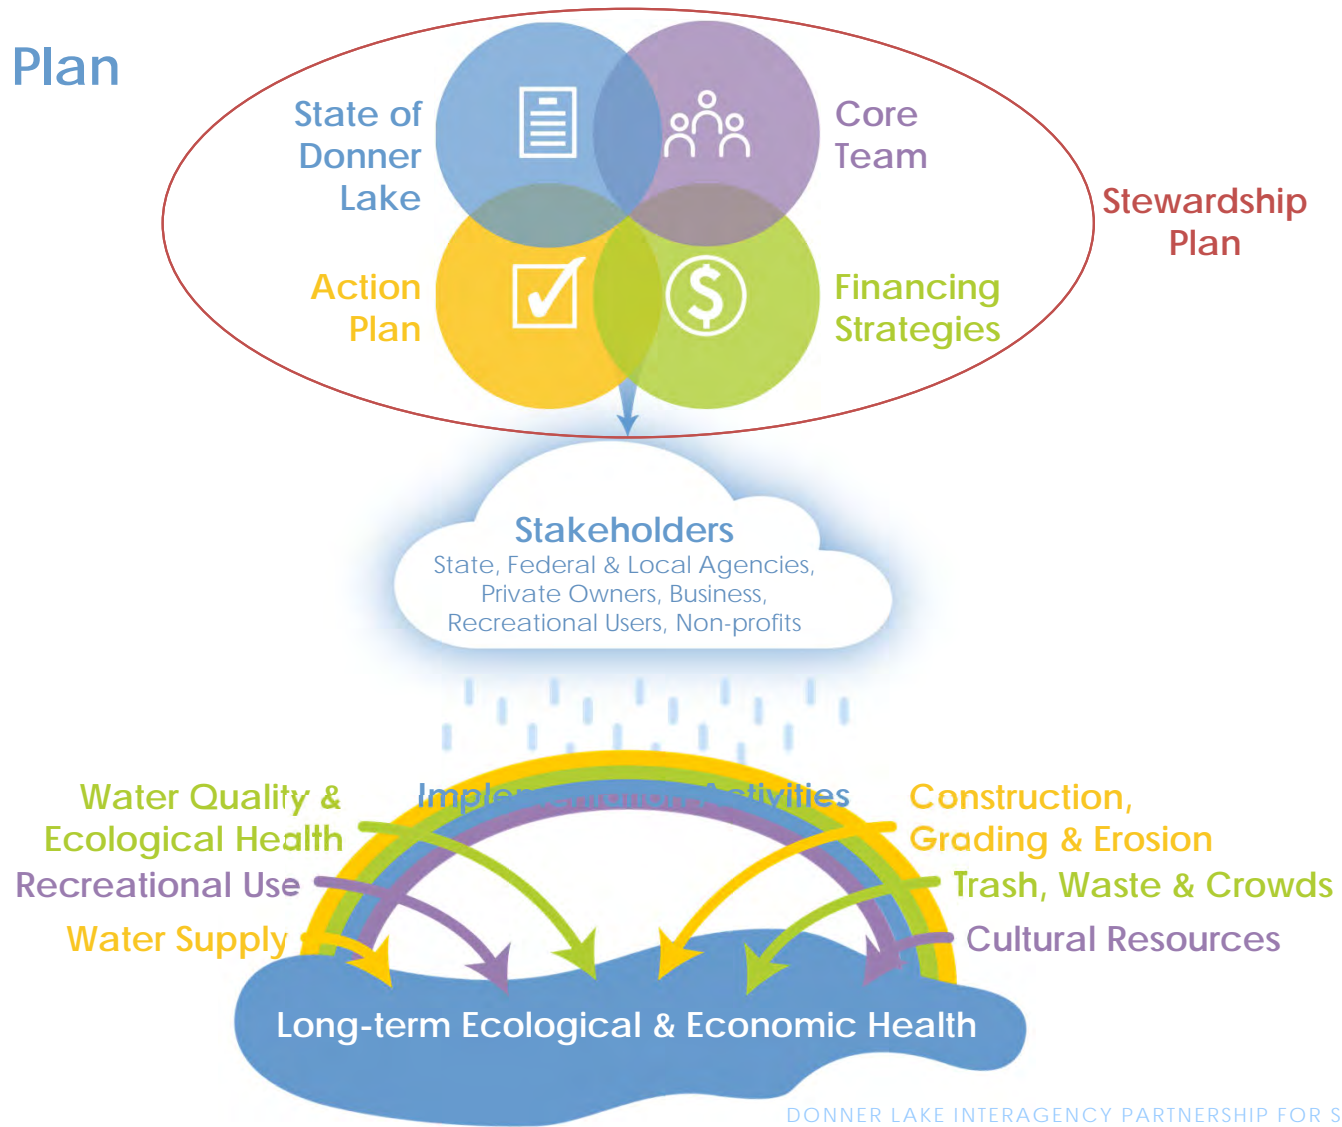 Plan
State of
Donner
Lake
Core
Team
Stewardship
Plan
Action
Plan
Financing
Strategies
Stakeholders
State, Federal & Local Agencies,
Private Owners, Business,
Recreational Users, Non-profits
Implementation Activities
Water Quality &
Ecological Health
Recreational Use
Water Supply
Construction,
Grading & Erosion
Trash, Waste & Crowds
Cultural Resources
Long-term Ecological & Economic Health
DONNER LAKE INTERAGENCY PARTNERSHIP FOR S